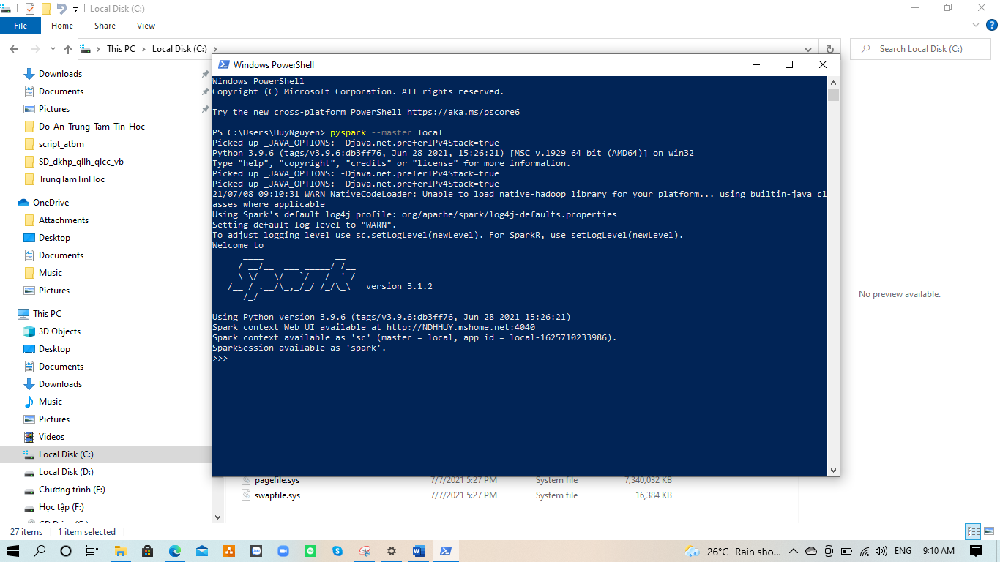 Local Disk (C:)
File Home Share View
This PC Local Disk (C:)
Search Local Disk (C:)
Downloads
Documents
Pictures
Do-An-Trung-Tam-Tin-Hoc
script_atbm
SD_dkhp_qllh_qlcc_vb
TrungTamTinHoc
OneDrive
Attachments
Desktop
Documents
Music
Pictures
This PC
3D Objects
Desktop
Documents
Downloads
Music
Pictures
Videos
Local Disk (C:)
Local Disk (D:)
Chương trình (E:)
Học tập (F:)
Windows PowerShell
Windows PowerShell
Copyright (C) Microsoft Corporation. All rights reserved.
Try the new cross-platform PowerShell https://aka.ms/pscore6
PS C:\Users\HuyNguyen> pyspark --master local
Picked up _JAVA_OPTIONS: -Djava.net.preferIPv4Stack=true
Python 3.9.6 (tags/v3.9.6:db3ff76, Jun 28 2021, 15:26:21) [MSC v.1929 64 bit (AMD64)] on win32
Type "help", "copyright", "credits" or "license" for more information.
Picked up _JAVA_OPTIONS: -Djava.net.preferIPv4Stack=true
Picked up _JAVA_OPTIONS: -Djava.net.preferIPv4Stack=true
21/07/08 09:10:31 WARN NativeCodeLoader: Unable to load native-hadoop library for your platform... using builtin-java cl
asses where applicable
Using Spark's default log4j profile: org/apache/spark/log4j-defaults.properties
Setting default log level to "WARN".
To adjust logging level use sc.setLogLevel(newLevel). For SparkR, use setLogLevel(newLevel).
Welcome to
Spark version 3.1.2
Using Python version 3.9.6 (tags/v3.9.6:db3ff76, Jun 28 2021 15:26:21)
Spark context Web UI available at http://NDHHUY.mshome.net:4040
Spark context available as 'sc' (master = local, app id = local-1625710233986).
SparkSession available as 'spark'.
>>>
No preview available.
pagefile.sys 7/7/2021 5:27 PM System file 7,340,032 KB
swapfile.sys 7/7/2021 5:27 PM System file 16,384 KB
27 items 1 item selected
26°C Rain sho... ENG 9:10 AM